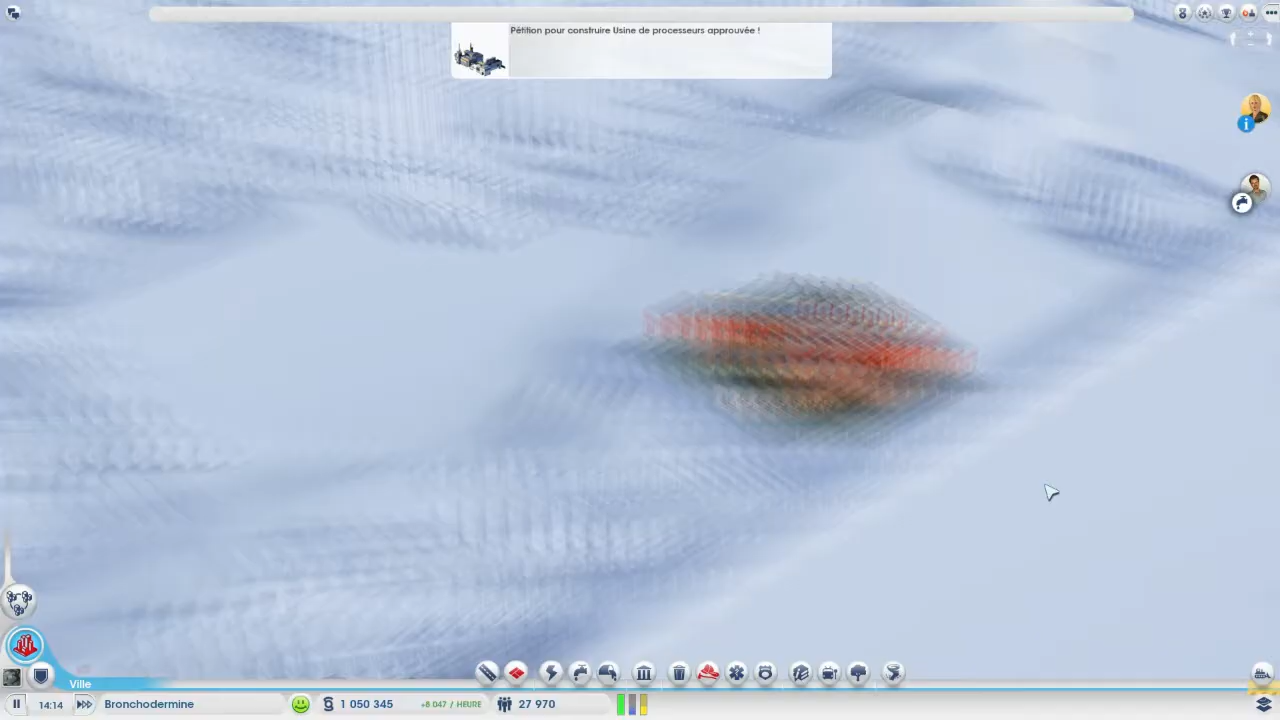 Pétition pour construire Usine de processeurs approuvée !
Ville
14:14
Bronchodermine
1 050 345
+8 047 / HEURE
27 970